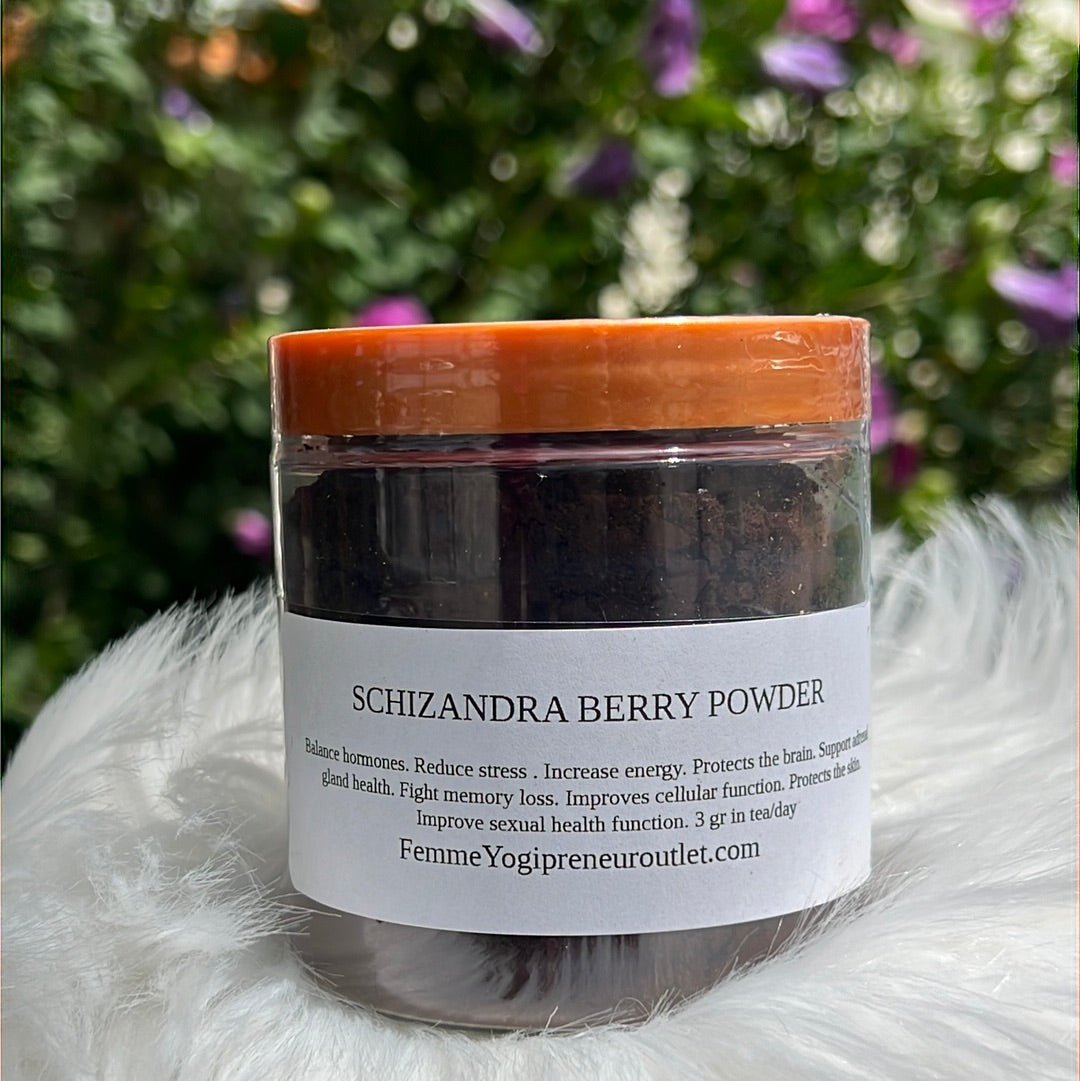 SCHIZANDRA BERRY POWDER
Balance hormones. Reduce stress . Increase energy. Protects the brain. Support adrenal
gland health. Fight memory loss. Improves cellular function. Protects the skin.
Improve sexual health function. 3 gr in tea/day
FemmeYogipreneuroutlet.com